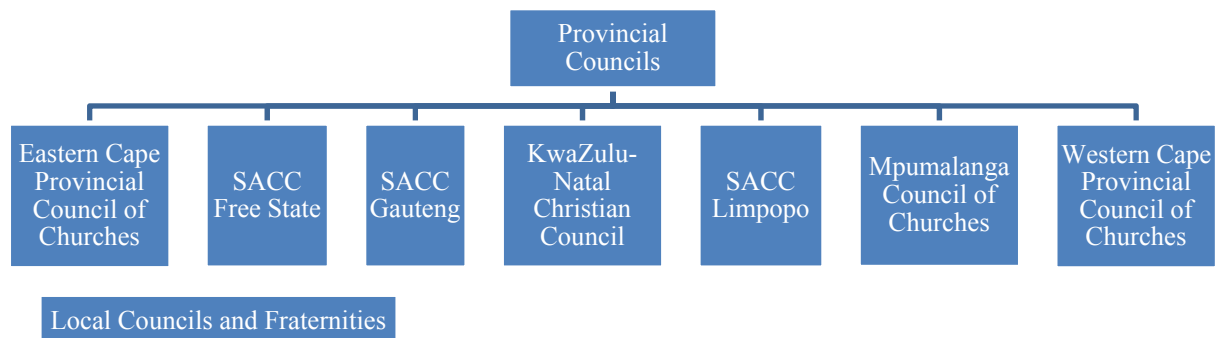 Provincial
Councils
Eastern Cape
Provincial
Council of
Churches
SACC
Free State
SACC
Gauteng
KwaZulu-
Natal
Christian
Council
SACC
Limpopo
Mpumalanga
Council of
Churches
Western Cape
Provincial
Council of
Churches
Local Councils and Fraternities